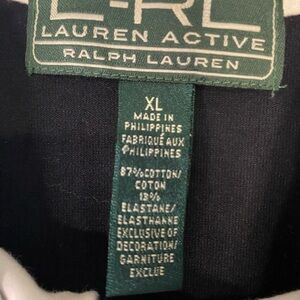 L-RL
LAUREN ACTIVE
RALPH LAUREN
XL
MADE IN
PHILIPPINES
FABRIQUÉ AUX
PHILIPPINES
87% COTTON/
COTON
13%
ELASTANE/
ELASTHANNE
EXCLUSIVE OF
DECORATION/
GARNITURE
EXCLUE